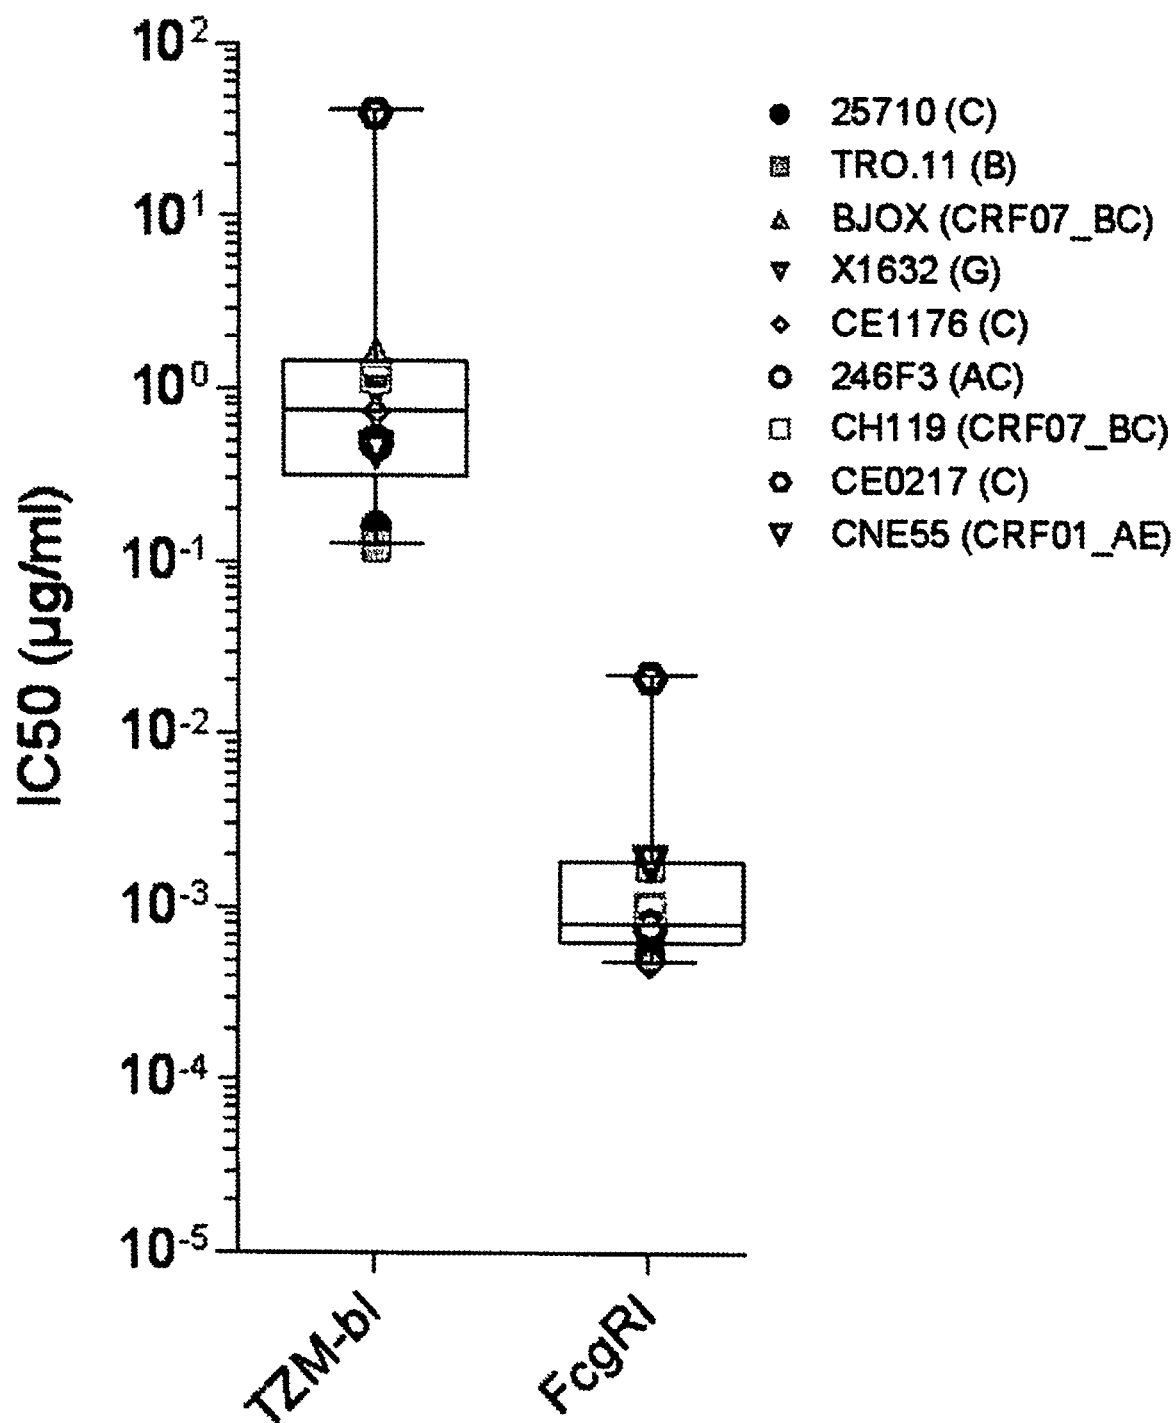 10²
10¹
10⁰
10⁻¹
10⁻²
10⁻³
10⁻⁴
10⁻⁵
IC50 (µg/ml)
TZM-bl
FcgRI
25710 (C)
TRO.11 (B)
BJOX (CRF07_BC)
X1632 (G)
CE1176 (C)
246F3 (AC)
CH119 (CRF07_BC)
CE0217 (C)
CNE55 (CRF01_AE)